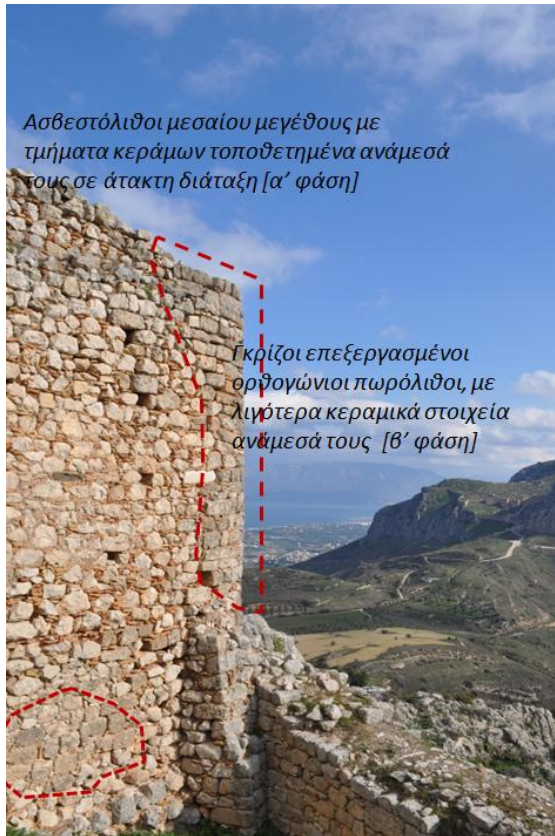 Ασβεστόλιθοι μεσαίου μεγέθους με
τμήματα κεράμων τοποθετημένα ανάμεσά
τους σε άτακτη διάταξη [α’ φάση]
Γκρίζοι επεξεργασμένοι
ορθογώνιοι πωρόλιθοι, με
λιγότερα κεραμικά στοιχεία
ανάμεσά τους [β’ φάση]